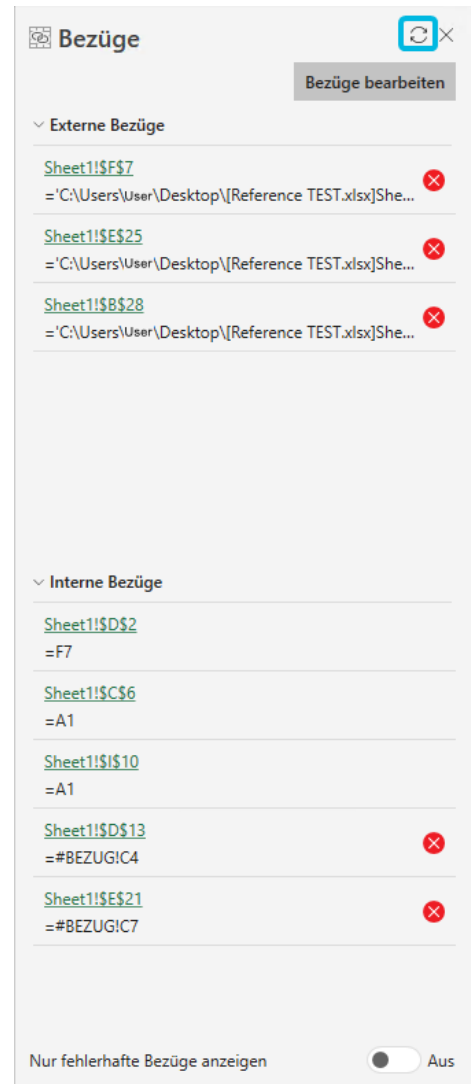 Bezüge
Bezüge bearbeiten
Externe Bezüge
Sheet1!$F$7
='C:\Users\User\Desktop\[Reference TEST.xlsx]She...
Sheet1!$E$25
='C:\Users\User\Desktop\[Reference TEST.xlsx]She...
Sheet1!$B$28
='C:\Users\User\Desktop\[Reference TEST.xlsx]She...
Interne Bezüge
Sheet1!$D$2
=F7
Sheet1!$C$6
=A1
Sheet1!$I$10
=A1
Sheet1!$D$13
=#BEZUG!C4
Sheet1!$E$21
=#BEZUG!C7
Nur fehlerhafte Bezüge anzeigen Aus